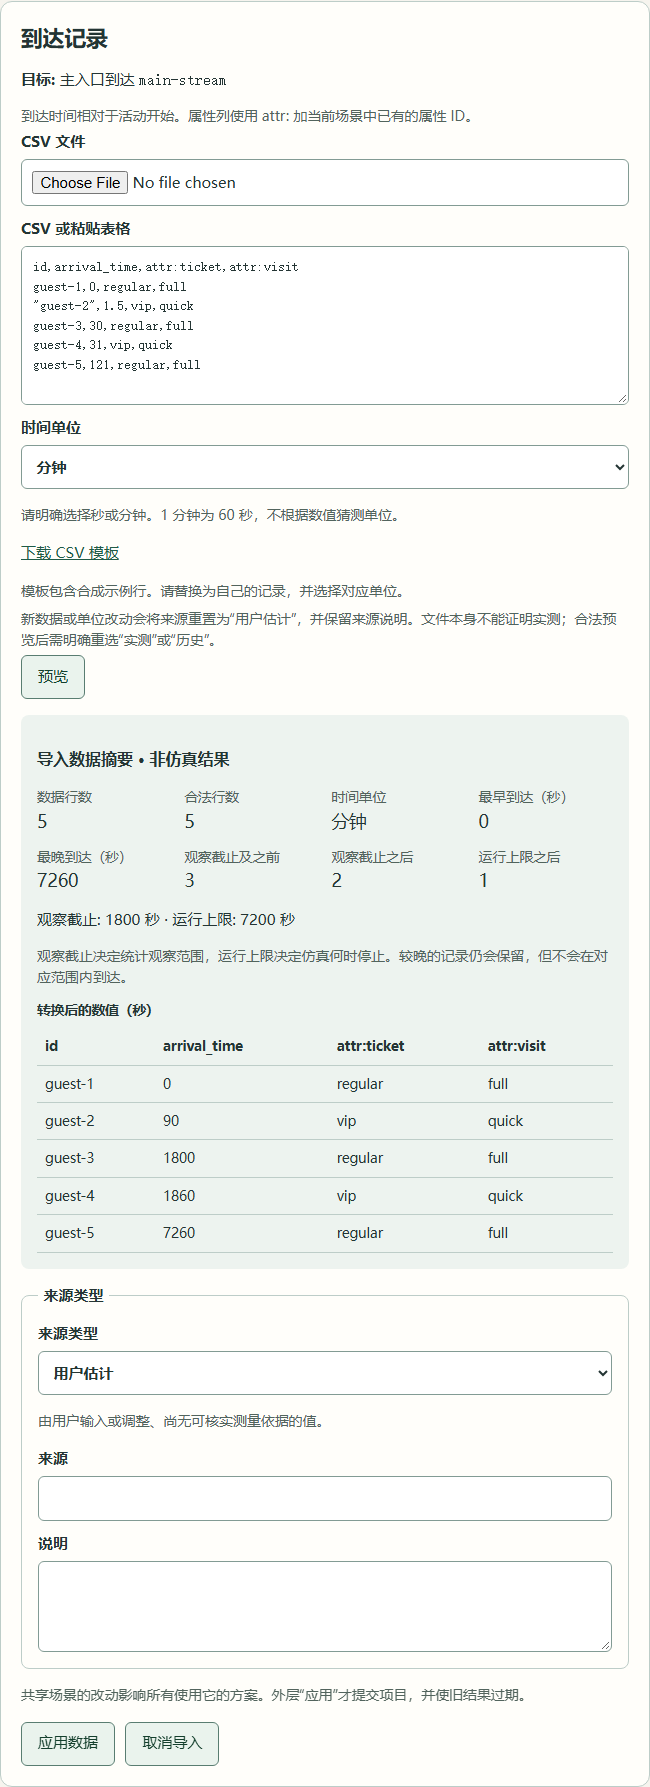 到达记录
目标: 主入口到达 main-stream
到达时间相对于活动开始。属性列使用 attr: 加当前场景中已有的属性 ID。
CSV 文件
Choose File No file chosen
CSV 或粘贴表格
id,arrival_time,attr:ticket,attr:visit
guest-1,0,regular,full
"guest-2",1.5,vip,quick
guest-3,30,regular,full
guest-4,31,vip,quick
guest-5,121,regular,full
时间单位
分钟
请明确选择秒或分钟。1 分钟为 60 秒，不根据数值猜测单位。
下载 CSV 模板
模板包含合成示例行。请替换为自己的记录，并选择对应单位。
新数据或单位改动会将来源重置为“用户估计”，并保留来源说明。文件本身不能证明实测；合法预
览后需明确重选“实测”或“历史”。
预览
导入数据摘要 • 非仿真结果
数据行数 合法行数 时间单位 最早到达（秒）
5 5 分钟 0
最晚到达（秒） 观察截止及之前 观察截止之后 运行上限之后
7260 3 2 1
观察截止: 1800 秒 · 运行上限: 7200 秒
观察截止决定统计观察范围，运行上限决定仿真何时停止。较晚的记录仍会保留，但不会在对
应范围内到达。
转换后的数值（秒）
id arrival_time attr:ticket attr:visit
guest-1 0 regular full
guest-2 90 vip quick
guest-3 1800 regular full
guest-4 1860 vip quick
guest-5 7260 regular full
来源类型
来源类型
用户估计
由用户输入或调整、尚无可核实测量依据的值。
来源
说明
共享场景的改动影响所有使用它的方案。外层“应用”才提交项目，并使旧结果过期。
应用数据 取消导入